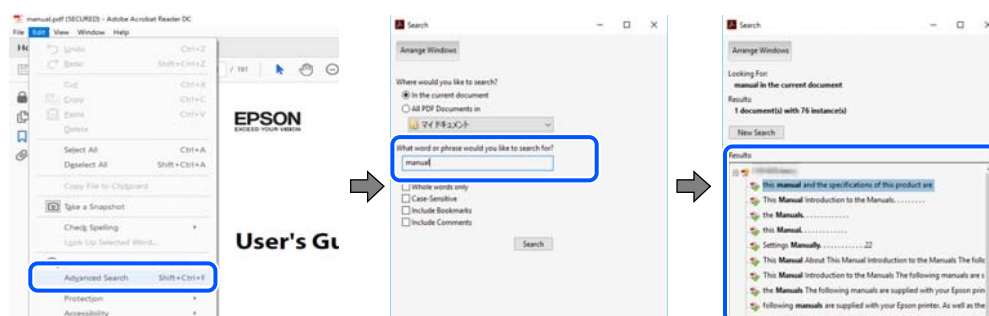 manual.pdf (SECURED) - Adobe Acrobat Reader DC
File Edit View Window Help
Undo Ctrl+Z
Redo Shift+Ctrl+Z
Cut Ctrl+X
Copy Ctrl+C
Paste Ctrl+V
Delete
Select All Ctrl+A
Deselect All Shift+Ctrl+A
Copy File to Clipboard
Take a Snapshot
Check Spelling
Look Up Selected Word...
Advanced Search Shift+Ctrl+F
Protection
Accessibility
/ 181
EPSON
EXCEED YOUR VISION
User's Gu
Search
Arrange Windows
Where would you like to search?
In the current document
All PDF Documents in
マイ ドキュメント
What word or phrase would you like to search for?
manual
Whole words only
Case-Sensitive
Include Bookmarks
Include Comments
Search
Search
Arrange Windows
Looking For:
manual in the current document
Results:
1 document(s) with 76 instance(s)
New Search
Results:
this manual and the specifications of this product are
This Manual Introduction to the Manuals. . . . . . . .
the Manuals. . . . . . . . . . . .
this Manual. . . . . . . . . . . .
Settings Manually. . . . . . . . . . . . 22
This Manual About This Manual Introduction to the Manuals The follo
This Manual Introduction to the Manuals The following manuals are s
the Manuals The following manuals are supplied with your Epson prin
following manuals are supplied with your Epson printer. As well as the